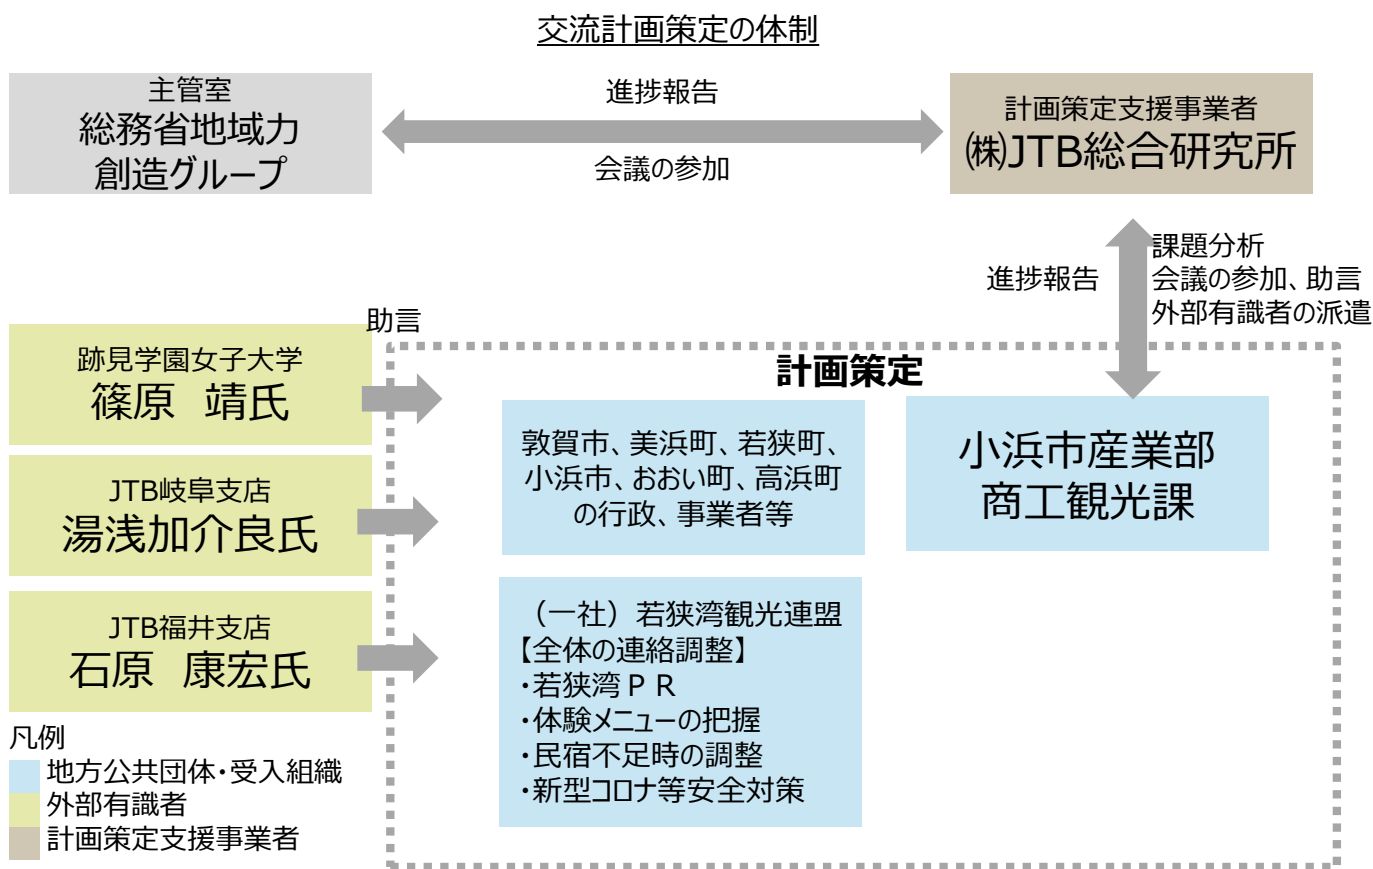 交流計画策定の体制
主管室
総務省地域力
創造グループ
進捗報告
会議の参加
計画策定支援事業者
㈱JTB総合研究所
進捗報告
課題分析
会議の参加、助言
外部有識者の派遣
助言
跡見学園女子大学
篠原　靖氏
JTB岐阜支店
湯浅加介良氏
JTB福井支店
石原　康宏氏
計画策定
敦賀市、美浜町、若狭町、
小浜市、おおい町、高浜町
の行政、事業者等
小浜市産業部
商工観光課
（一社）若狭湾観光連盟
【全体の連絡調整】
・若狭湾ＰＲ
・体験メニューの把握
・民宿不足時の調整
・新型コロナ等安全対策
凡例
地方公共団体・受入組織
外部有識者
計画策定支援事業者